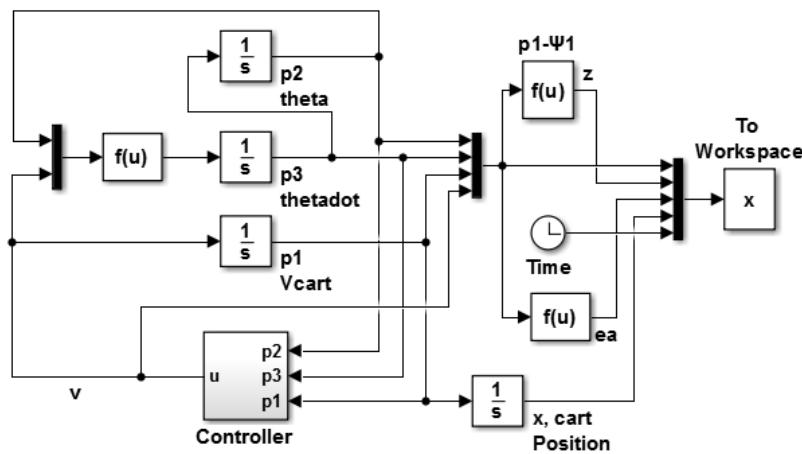 p1-Ψ1
1
s
p2
theta
f(u)
z
To
Workspace
x
f(u)
1
s
p3
thetadot
1
s
p1
Vcart
Time
f(u)
ea
v
u
p2
p3
p1
Controller
1
s
x, cart
Position